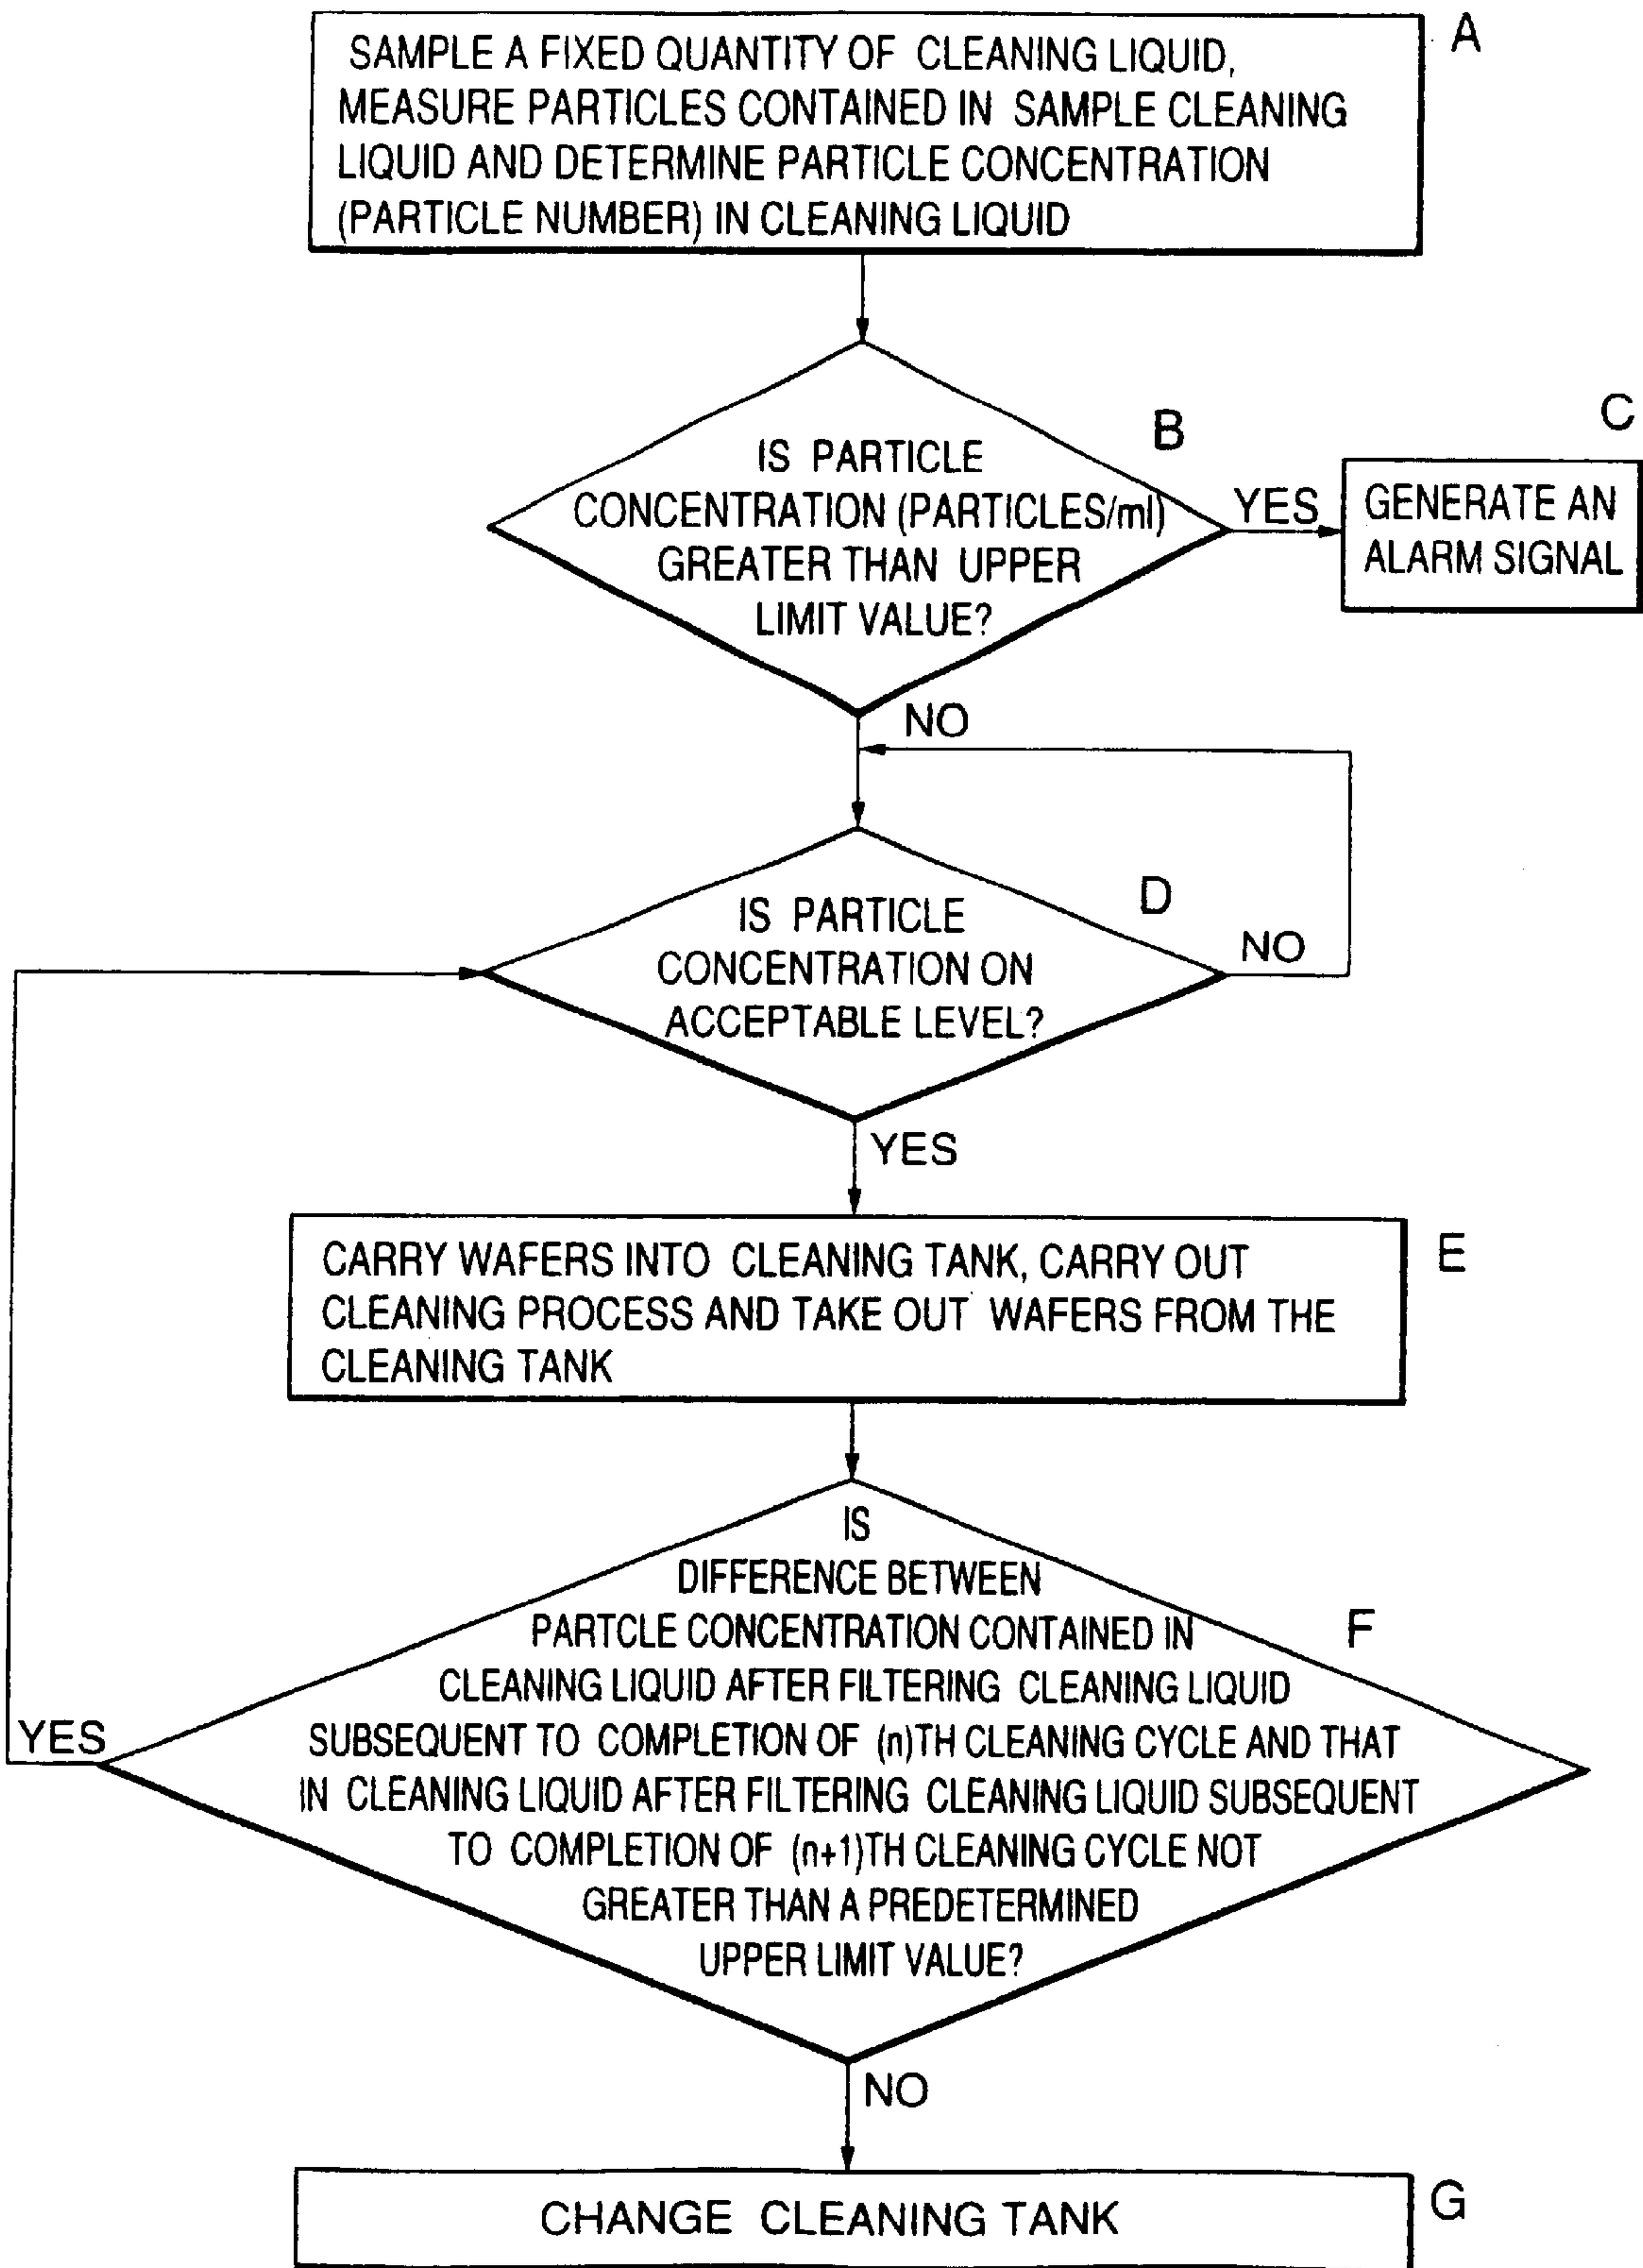 SAMPLE A FIXED QUANTITY OF CLEANING LIQUID,
MEASURE PARTICLES CONTAINED IN SAMPLE CLEANING
LIQUID AND DETERMINE PARTICLE CONCENTRATION
(PARTICLE NUMBER) IN CLEANING LIQUID
A
IS PARTICLE
CONCENTRATION (PARTICLES/ml)
GREATER THAN UPPER
LIMIT VALUE?
B
YES
C
GENERATE AN
ALARM SIGNAL
NO
IS PARTICLE
CONCENTRATION ON
ACCEPTABLE LEVEL?
D
NO
YES
CARRY WAFERS INTO CLEANING TANK, CARRY OUT
CLEANING PROCESS AND TAKE OUT WAFERS FROM THE
CLEANING TANK
E
IS
DIFFERENCE BETWEEN
PARTCLE CONCENTRATION CONTAINED IN
CLEANING LIQUID AFTER FILTERING CLEANING LIQUID
SUBSEQUENT TO COMPLETION OF (n)TH CLEANING CYCLE AND THAT
IN CLEANING LIQUID AFTER FILTERING CLEANING LIQUID SUBSEQUENT
TO COMPLETION OF (n+1)TH CLEANING CYCLE NOT
GREATER THAN A PREDETERMINED
UPPER LIMIT VALUE?
F
YES
NO
CHANGE CLEANING TANK
G